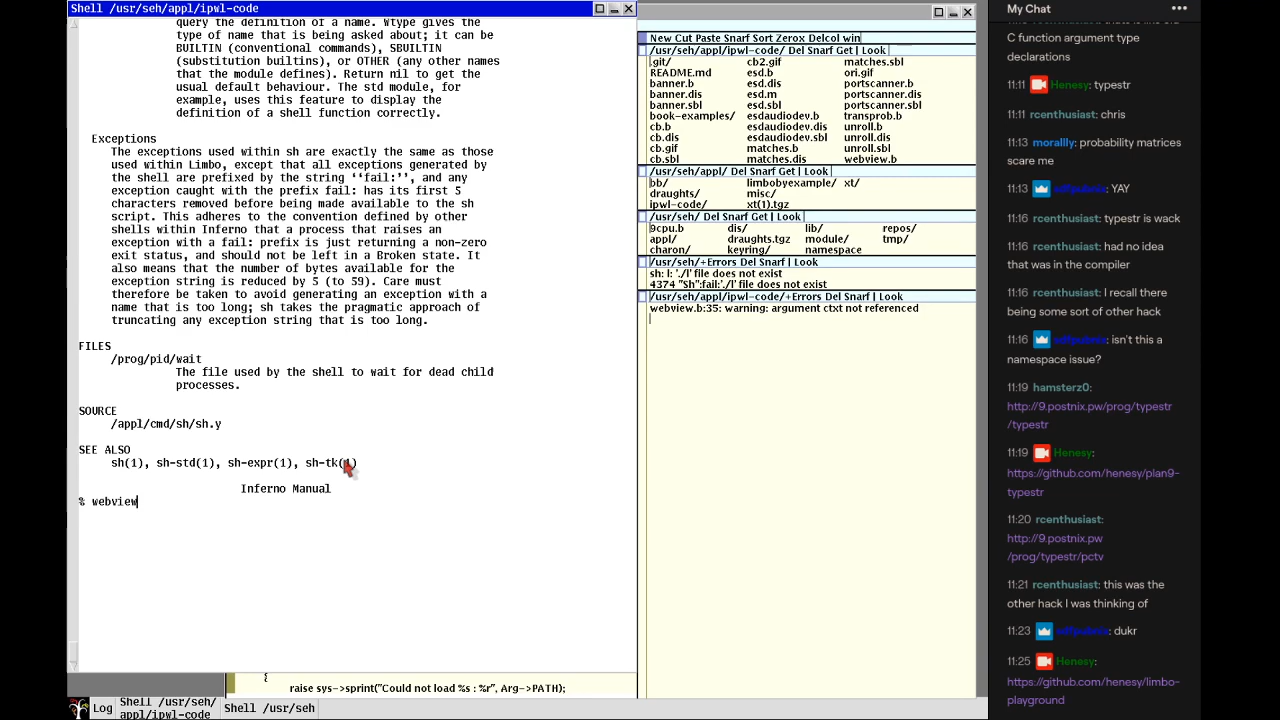 Shell /usr/seh/appl/ipwl-code
query the definition of a name. Wtype gives the
type of name that is being asked about; it can be
BUILTIN (conventional commands), SBUILTIN
(substitution builtins), or OTHER (any other names
that the module defines). Return nil to get the
usual default behaviour. The std module, for
example, uses this feature to display the
definition of a shell function correctly.
Exceptions
The exceptions used within sh are exactly the same as those
used within Limbo, except that all exceptions generated by
the shell are prefixed by the string ‘‘fail:’’, and any
exception caught with the prefix fail: has its first 5
characters removed before being made available to the sh
script. This adheres to the convention defined by other
shells within Inferno that a process that raises an
exception with a fail: prefix is just returning a non-zero
exit status, and should not be left in a Broken state. It
also means that the number of bytes available for the
exception string is reduced by 5 (to 59). Care must
therefore be taken to avoid generating an exception with a
name that is too long; sh takes the pragmatic approach of
truncating any exception string that is too long.
FILES
/prog/pid/wait
The file used by the shell to wait for dead child
processes.
SOURCE
/appl/cmd/sh/sh.y
SEE ALSO
sh(1), sh-std(1), sh-expr(1), sh-tk(1)
Inferno Manual
% webview
{
raise sys->sprint("Could not load %s : %r", Arg->PATH);
Log
Shell /usr/seh/
appl/ipwl-code
Shell /usr/seh
New Cut Paste Snarf Sort Zerox Delcol win
/usr/seh/appl/ipwl-code/ Del Snarf Get | Look
.git/ cb2.gif matches.sbl
README.md esd.b ori.gif
banner.b esd.dis portscanner.b
banner.dis esd.m portscanner.dis
banner.sbl esd.sbl portscanner.sbl
book-examples/ esdaudiodev.b transprob.b
cb.b esdaudiodev.dis unroll.b
cb.dis esdaudiodev.sbl unroll.dis
cb.gif matches.b unroll.sbl
cb.sbl matches.dis webview.b
/usr/seh/appl/ Del Snarf Get | Look
bb/ limbobyexample/ xt/
draughts/ misc/
ipwl-code/ xt(1).tgz
/usr/seh/ Del Snarf Get | Look
9cpu.b dis/ lib/ repos/
appl/ draughts.tgz module/ tmp/
charon/ keyring/ namespace
/usr/seh/+Errors Del Snarf | Look
sh: l: './l' file does not exist
4374 "Sh":fail:'./l' file does not exist
/usr/seh/appl/ipwl-code/+Errors Del Snarf | Look
webview.b:35: warning: argument ctxt not referenced
My Chat
C function argument type
declarations
11:11 Henesy: typestr
11:11 rcenthusiast: chris
11:13 morallly: probability matrices
scare me
11:13 : YAY
11:16 rcenthusiast: typestr is wack
11:16 rcenthusiast: had no idea
that was in the compiler
11:16 rcenthusiast: I recall there
being some sort of other hack
11:16 : isn't this a
namespace issue?
11:19 hamsterz0:
http://9.postnix.pw/prog/typestr
/typestr
11:19 Henesy:
https://github.com/henesy/plan9-
typestr
11:20 rcenthusiast:
http://9.postnix.pw
/prog/typestr/pctv
11:21 rcenthusiast: this was the
other hack I was thinking of
11:23 : dukr
11:25 Henesy:
https://github.com/henesy/limbo-
playground